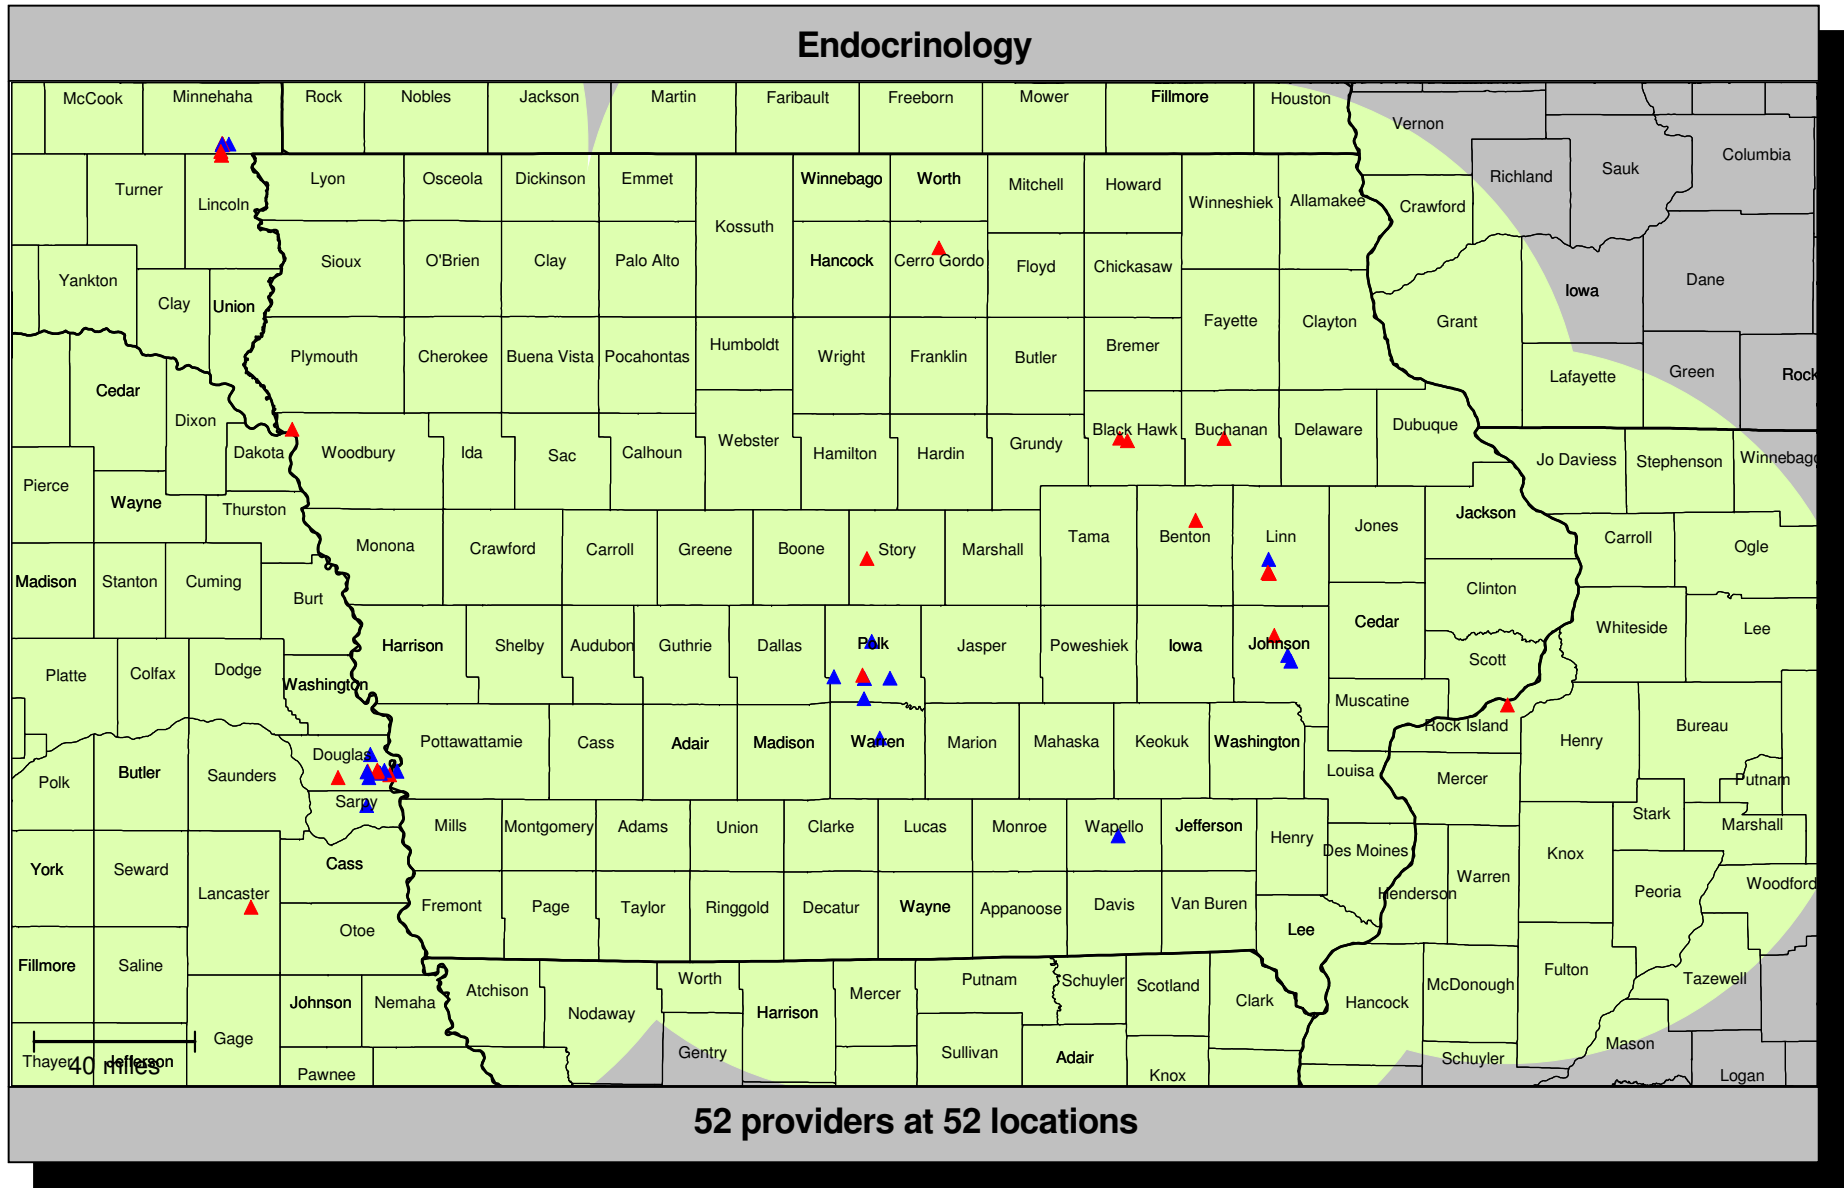 Endocrinology
McCook Minnehaha Rock Nobles Jackson Martin Faribault Freeborn Mower Fillmore Houston
Vernon
Columbia
Turner Lincoln Lyon Osceola Dickinson Emmet Winnebago Worth Mitchell Howard Richland Sauk
Kossuth Winneshiek Allamakee Crawford
Yankton Sioux O'Brien Clay Palo Alto Hancock Cerro Gordo Floyd Chickasaw Dane
Clay Union Iowa
Fayette Clayton Grant
Plymouth Cherokee Buena Vista Pocahontas Humboldt Wright Franklin Butler Bremer
Cedar Lafayette Green Rock
Dixon Black Hawk Buchanan Delaware Dubuque
Dakota Woodbury Ida Sac Calhoun Webster Hamilton Hardin Grundy Jo Daviess Stephenson Winnebago
Pierce
Wayne Thurston Jackson
Monona Crawford Carroll Greene Boone Story Marshall Tama Benton Linn Jones Carroll Ogle
Madison Stanton Cuming Burt Clinton
Harrison Shelby Audubon Guthrie Dallas Polk Jasper Poweshiek Iowa Johnson Cedar Whiteside Lee
Platte Colfax Dodge Scott
Washington Muscatine
Pottawattamie Cass Adair Madison Warren Marion Mahaska Keokuk Washington Rock Island Henry Bureau
Douglas
Polk Butler Saunders Louisa Mercer Putnam
Sarpy
Mills Montgomery Adams Union Clarke Lucas Monroe Wapello Jefferson Henry Stark Marshall
Des Moines Knox
York Seward Cass
Lancaster Henderson Warren Peoria Woodford
Fremont Page Taylor Ringgold Decatur Wayne Appanoose Davis Van Buren
Otoe Lee
Fillmore Saline
Atchison Worth Putnam Schuyler Scotland McDonough Fulton Tazewell
Johnson Nemaha Nodaway Harrison Mercer Clark Hancock
Gage Gentry Sullivan Adair Schuyler Mason
Thayer Jefferson
40 miles
Pawnee Knox Logan
52 providers at 52 locations